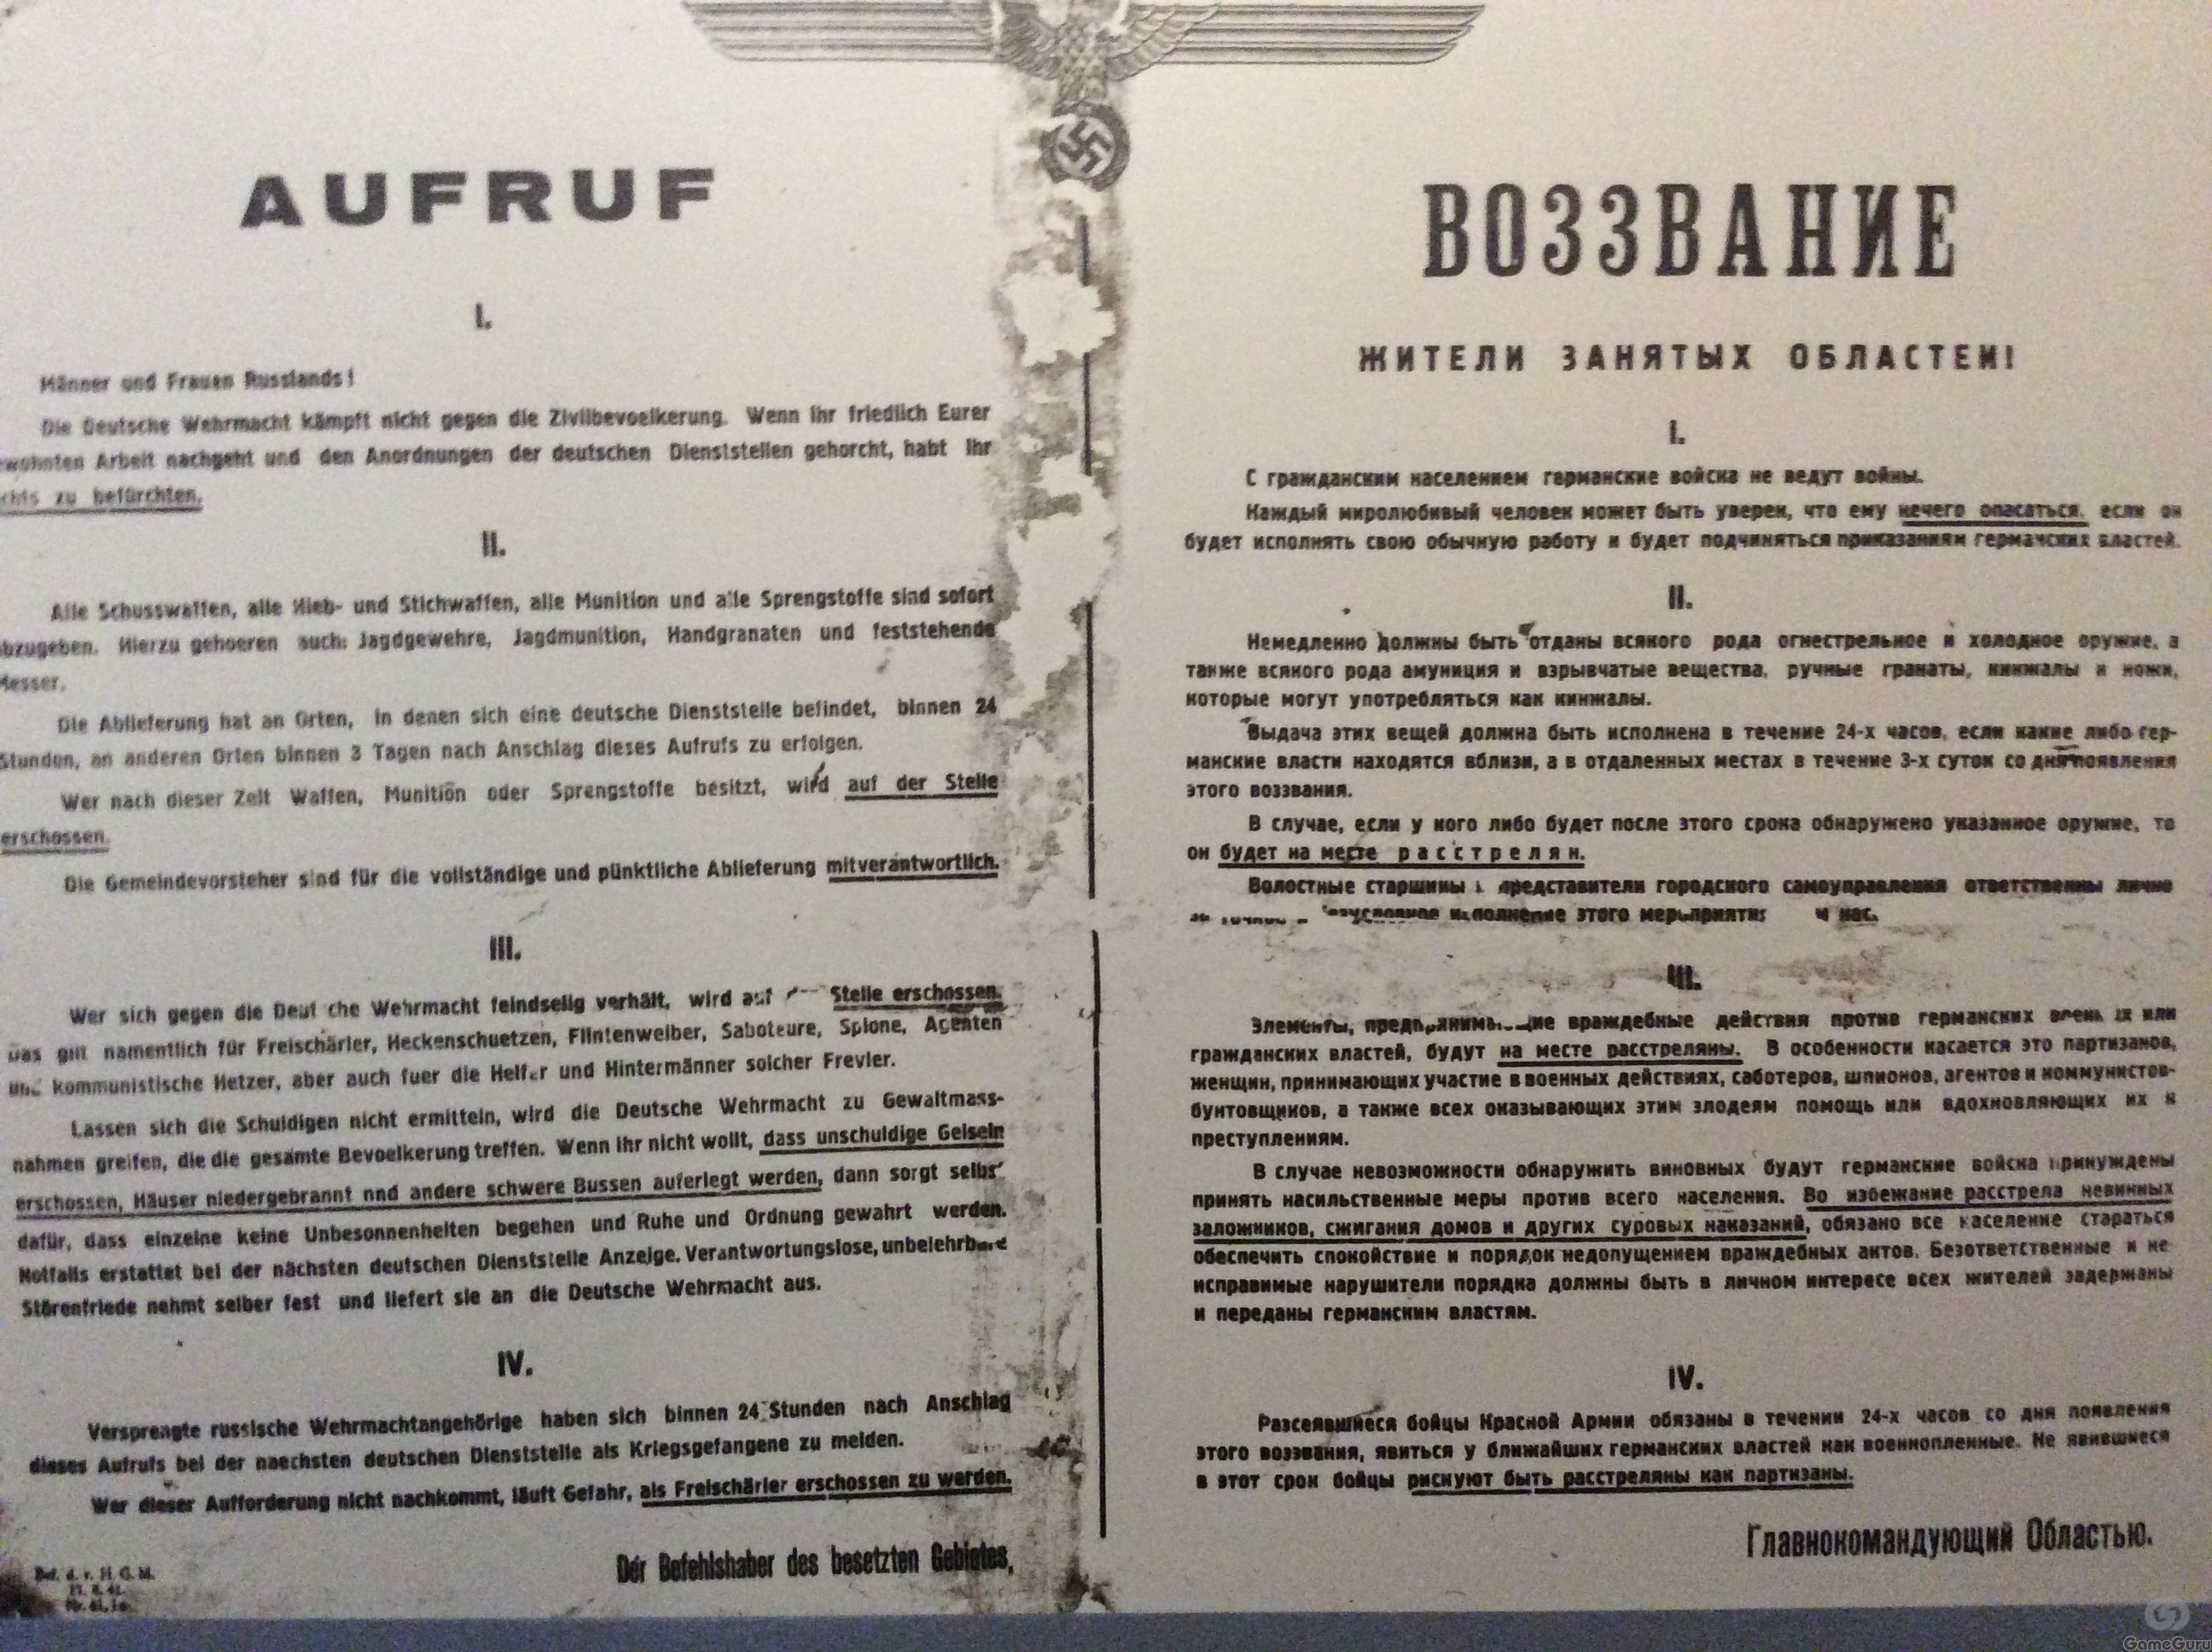 AUFRUF
I.
Männer und Frauen Russlands!
Die Deutsche Wehrmacht kämpft nicht gegen die Zivilbevoelkerung. Wenn Ihr friedlich Eurer
wohnten Arbeit nachgeht und den Anordnungen der deutschen Dienststellen gehorcht, habt Ihr
chts zu befürchten.
II.
Alle Schusswaffen, alle Hieb- und Stichwaffen, alle Munition und alle Sprengstoffe sind sofort
bzugeben. Hierzu gehoeren auch: Jagdgewehre, Jagdmunition, Handgranaten und feststehende
Messer.
Die Ablieferung hat an Orten, in denen sich eine deutsche Dienststelle befindet, binnen 24
Stunden, an anderen Orten binnen 3 Tagen nach Anschlag dieses Aufrufs zu erfolgen.
Wer nach dieser Zeit Waffen, Munition oder Sprengstoffe besitzt, wird auf der Stelle
erschossen.
Die Gemeindevorsteher sind für die vollständige und pünktliche Ablieferung mitverantwortlich.
III.
Wer sich gegen die Deut che Wehrmacht feindselig verhält, wird auf Stelle erschossen.
Das gilt namentlich für Freischärler, Heckenschuetzen, Flintenweiber, Saboteure, Spione, Agenten
und kommunistische Hetzer, aber auch fuer die Helfer und Hintermänner solcher Frevler.
Lassen sich die Schuldigen nicht ermitteln, wird die Deutsche Wehrmacht zu Gewaltmass-
nahmen greifen, die die gesamte Bevoelkerung treffen. Wenn Ihr nicht wollt, dass unschuldige Geiseln
erschossen, Häuser niedergebrannt nnd andere schwere Bussen auferlegt werden, dann sorgt selbs
dafür, dass einzelne keine Unbesonnenheiten begehen und Ruhe und Ordnung gewahrt werden.
Notfalls erstattet bei der nächsten deutschen Dienststelle Anzeige. Verantwortungslose, unbelehrbare
Störenfriede nehmt selber fest und liefert sie an die Deutsche Wehrmacht aus.
IV.
Versprengte russische Wehrmachtangehörige haben sich binnen 24 Stunden nach Anschlag
dieses Aufrufs bei der naechsten deutschen Dienststelle als Kriegsgefangene zu melden.
Wer dieser Aufforderung nicht nachkommt, läuft Gefahr, als Freischärler erschossen zu werden.
Der Befehlshaber des besetzten Gebietes,
ВОЗЗВАНИЕ
ЖИТЕЛИ ЗАНЯТЫХ ОБЛАСТЕЙ!
I.
С гражданским населением германские войска не ведут войны.
Каждый миролюбивый человек может быть уверен, что ему нечего опасаться, если он
будет исполнять свою обычную работу и будет подчиняться приказаниям германских властей.
II.
Немедленно должны быть отданы всякого рода огнестрельное и холодное оружие, а
также всякого рода амуниция и взрывчатые вещества, ручные гранаты, кинжалы и ножи,
которые могут употребляться как кинжалы.
Выдача этих вещей должна быть исполнена в течение 24-х часов, если какие либо гер-
манские власти находятся вблизи, а в отдаленных местах в течение 3-х суток со дня появления
этого воззвания.
В случае, если у кого либо будет после этого срока обнаружено указанное оружие, то
он будет на месте расстрелян.
Волостные старшины представители городского самоуправления ответственны лично
исполнение этого мероприятия
III.
Элементы, враждебные действия против германских или
гражданских властей, будут на месте расстреляны. В особенности касается это партизанов,
женщин, принимающих участие в военных действиях, саботеров, шпионов, агентов и коммунистов-
бунтовщиков, а также всех оказывающих этим злодеям помощь или вдохновляющих их к
преступлениям.
В случае невозможности обнаружить виновных будут германские войска принуждены
принять насильственные меры против всего населения. Во избежание расстрела невинных
заложников, сжигания домов и других суровых наказаний, обязано все население стараться
обеспечить спокойствие и порядок недопущением враждебных актов. Безответственные и не
исправимые нарушители порядка должны быть в личном интересе всех жителей задержаны
и переданы германским властям.
IV.
Разсеявшиеся бойцы Красной Армии обязаны в течении 24-х часов со дня появления
этого воззвания, явиться у ближайших германских властей как военнопленные. Не явившиеся
в этот срок бойцы рискуют быть расстреляны как партизаны.
Главнокомандующий Областью.
GameGuru